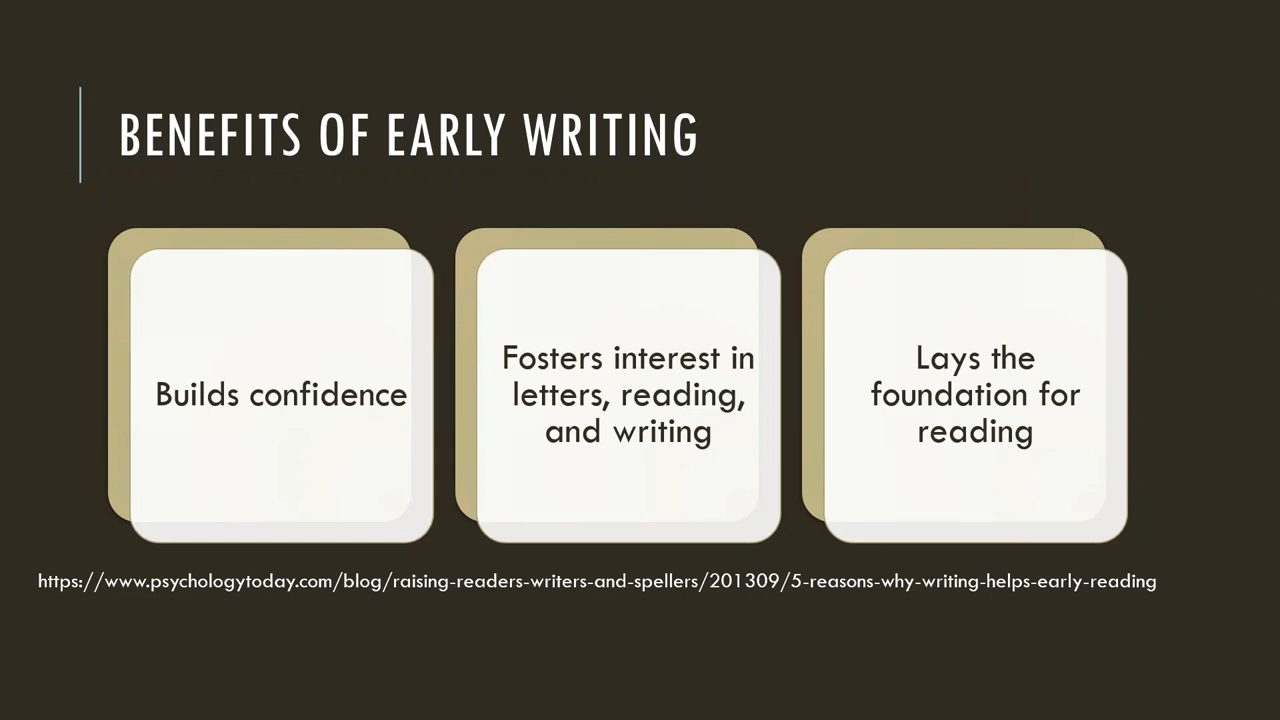 BENEFITS OF EARLY WRITING
Builds confidence
Fosters interest in
letters, reading,
and writing
Lays the
foundation for
reading
https://www.psychologytoday.com/blog/raising-readers-writers-and-spellers/201309/5-reasons-why-writing-helps-early-reading